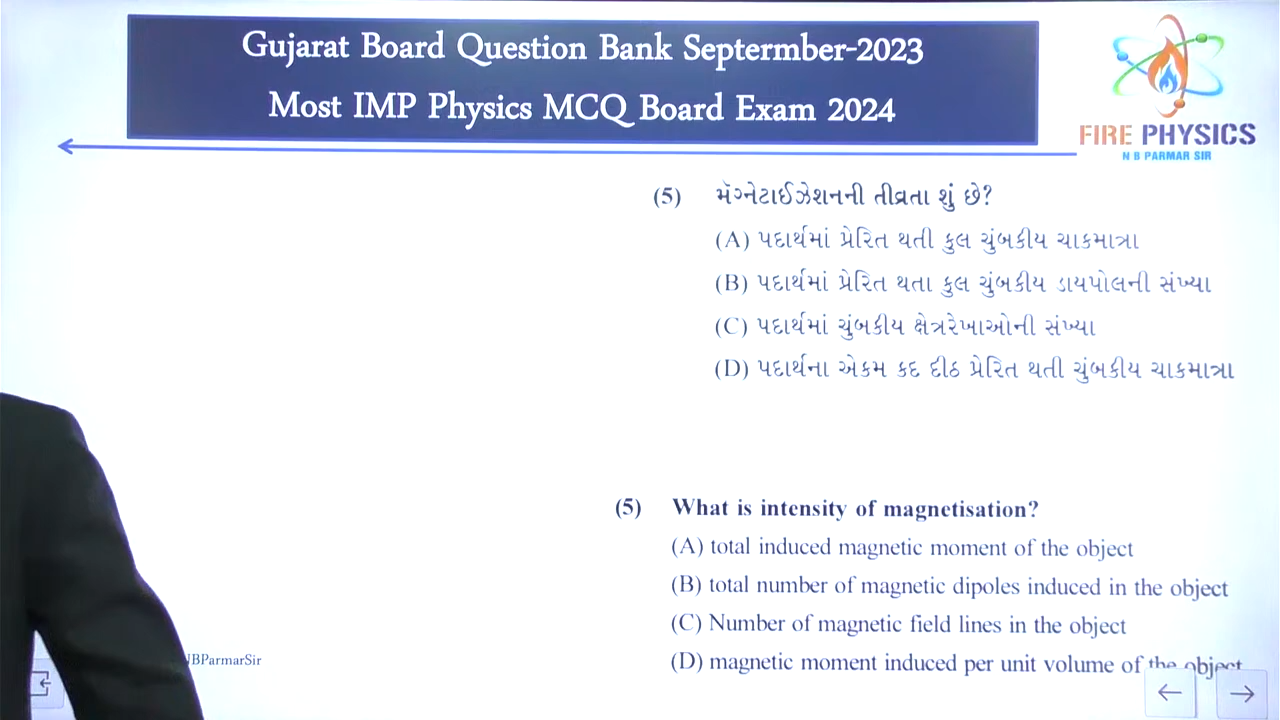 Gujarat Board Question Bank Septermber-2023
Most IMP Physics MCQ Board Exam 2024
FIRE PHYSICS
N B PARMAR SIR
(5) મૅગ્નેટાઈઝેશનની તીવ્રતા શું છે?
(A) પદાર્થમાં પ્રેરિત થતી કુલ ચુંબકીય ચાકમાત્રા
(B) પદાર્થમાં પ્રેરિત થતા કુલ ચુંબકીય ડાયપોલની સંખ્યા
(C) પદાર્થમાં ચુંબકીય ક્ષેત્રરેખાઓની સંખ્યા
(D) પદાર્થના એકમ કદ દીઠ પ્રેરિત થતી ચુંબકીય ચાકમાત્રા
(5) What is intensity of magnetisation?
(A) total induced magnetic moment of the object
(B) total number of magnetic dipoles induced in the object
(C) Number of magnetic field lines in the object
(D) magnetic moment induced per unit volume of the object
NBParmarSir